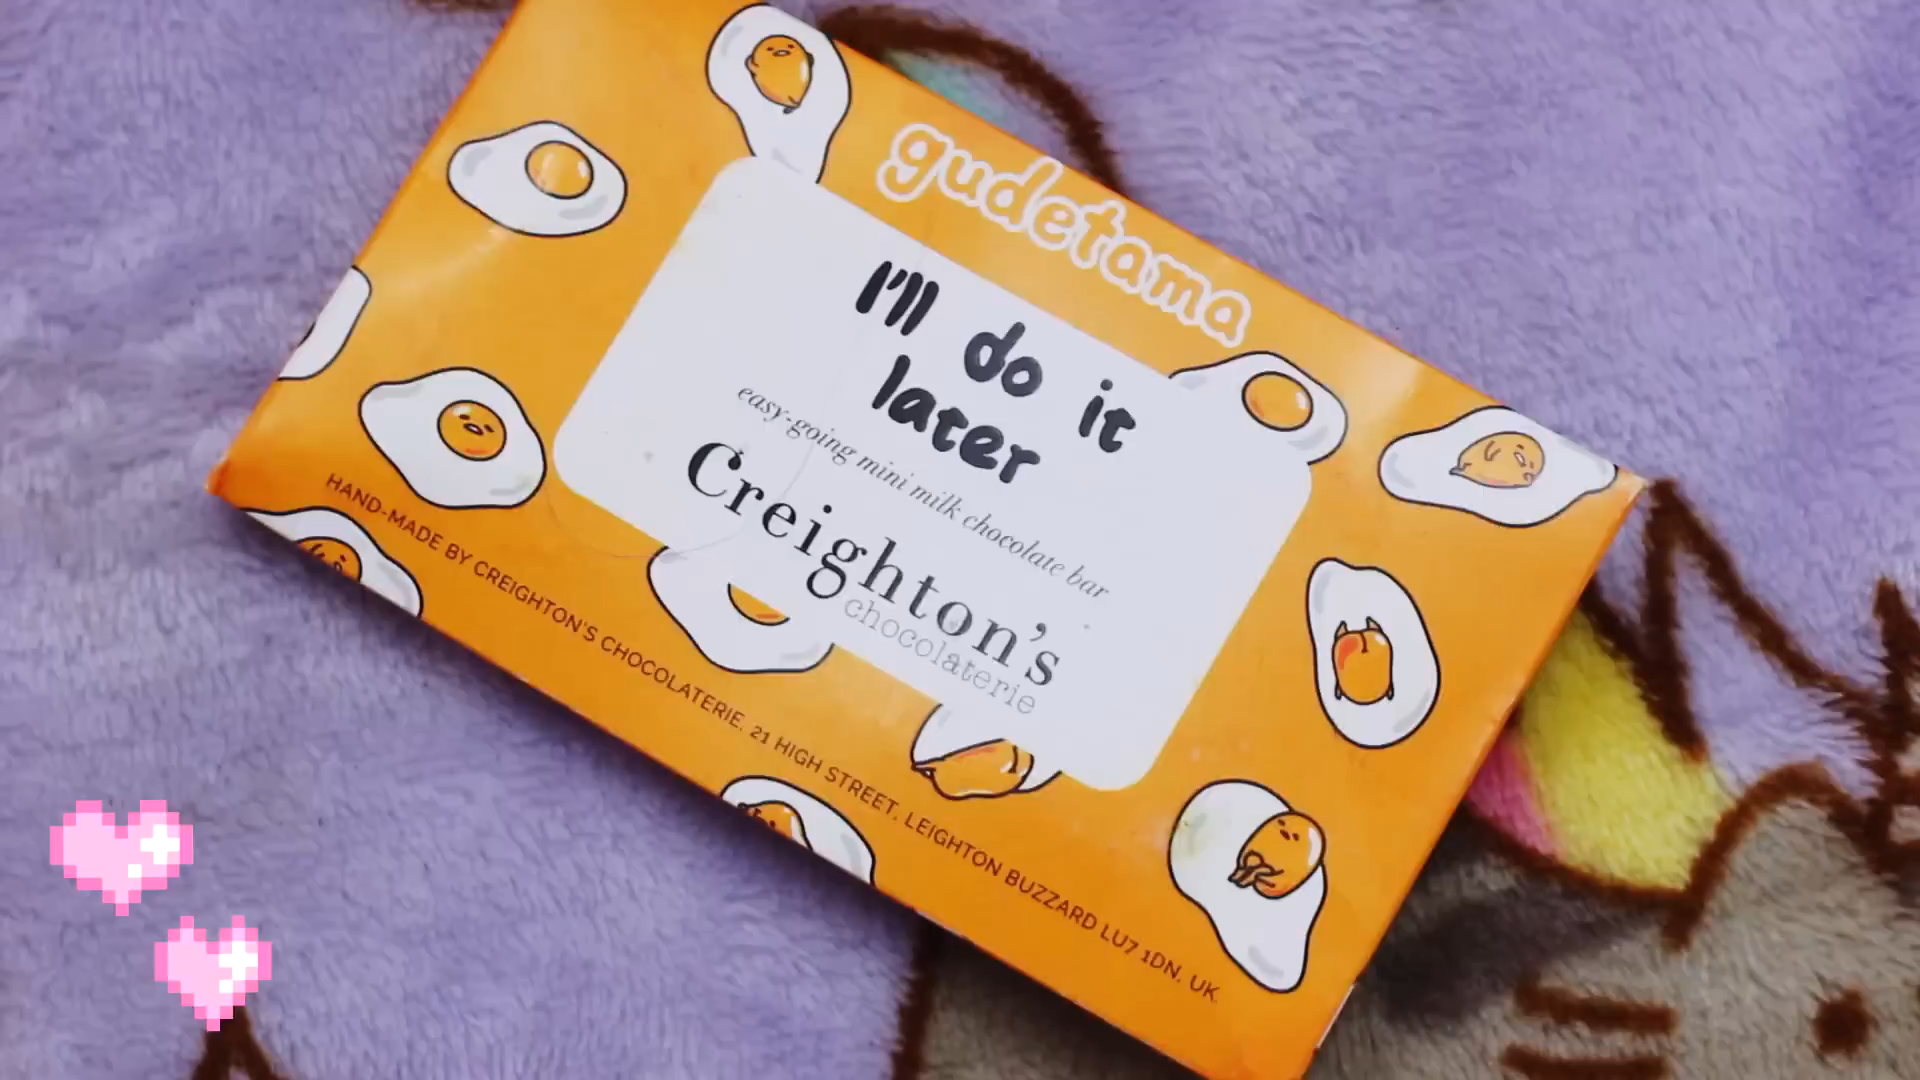 gudetama
I'll do it
later
easy-going mini milk chocolate bar
Creighton's
chocolaterie
HAND-MADE BY CREIGHTON'S CHOCOLATERIE. 21 HIGH STREET. LEIGHTON BUZZARD LU7 1DN. UK